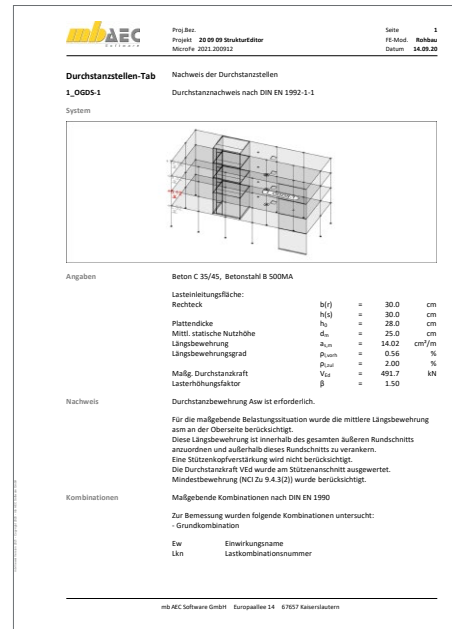 mb AEC
Software
Proj.Bez. Seite 1
Projekt 20 09 09 StrukturEditor FE-Mod. Rohbau
MicroFe 2021.200912 Datum 14.09.20
Durchstanzstellen-Tab Nachweis der Durchstanzstellen
1_OGDS-1 Durchstanznachweis nach DIN EN 1992-1-1
System
Angaben Beton C 35/45, Betonstahl B 500MA
Lasteinleitungsfläche:
Rechteck b(r) = 30.0 cm
h(s) = 30.0 cm
Plattendicke h0 = 28.0 cm
Mittl. statische Nutzhöhe dm = 25.0 cm
Längsbewehrung as,m = 14.02 cm²/m
Längsbewehrungsgrad ρl,vorh = 0.56 %
ρl,zul = 2.00 %
Maßg. Durchstanzkraft VEd = 491.7 kN
Lasterhöhungsfaktor β = 1.50
Nachweis Durchstanzbewehrung Asw ist erforderlich.
Für die maßgebende Belastungssituation wurde die mittlere Längsbewehrung
asm an der Oberseite berücksichtigt.
Diese Längsbewehrung ist innerhalb des gesamten äußeren Rundschnitts
anzuordnen und außerhalb dieses Rundschnitts zu verankern.
Eine Stützenkopfverstärkung wird nicht berücksichtigt.
Die Durchstanzkraft VEd wurde am Stützenanschnitt ausgewertet.
Mindestbewehrung (NCI Zu 9.4.3(2)) wurde berücksichtigt.
Kombinationen Maßgebende Kombinationen nach DIN EN 1990
Zur Bemessung wurden folgende Kombinationen untersucht:
- Grundkombination
Ew Einwirkungsname
Lkn Lastkombinationsnummer
mb AEC Software GmbH Europaallee 14 67657 Kaiserslautern